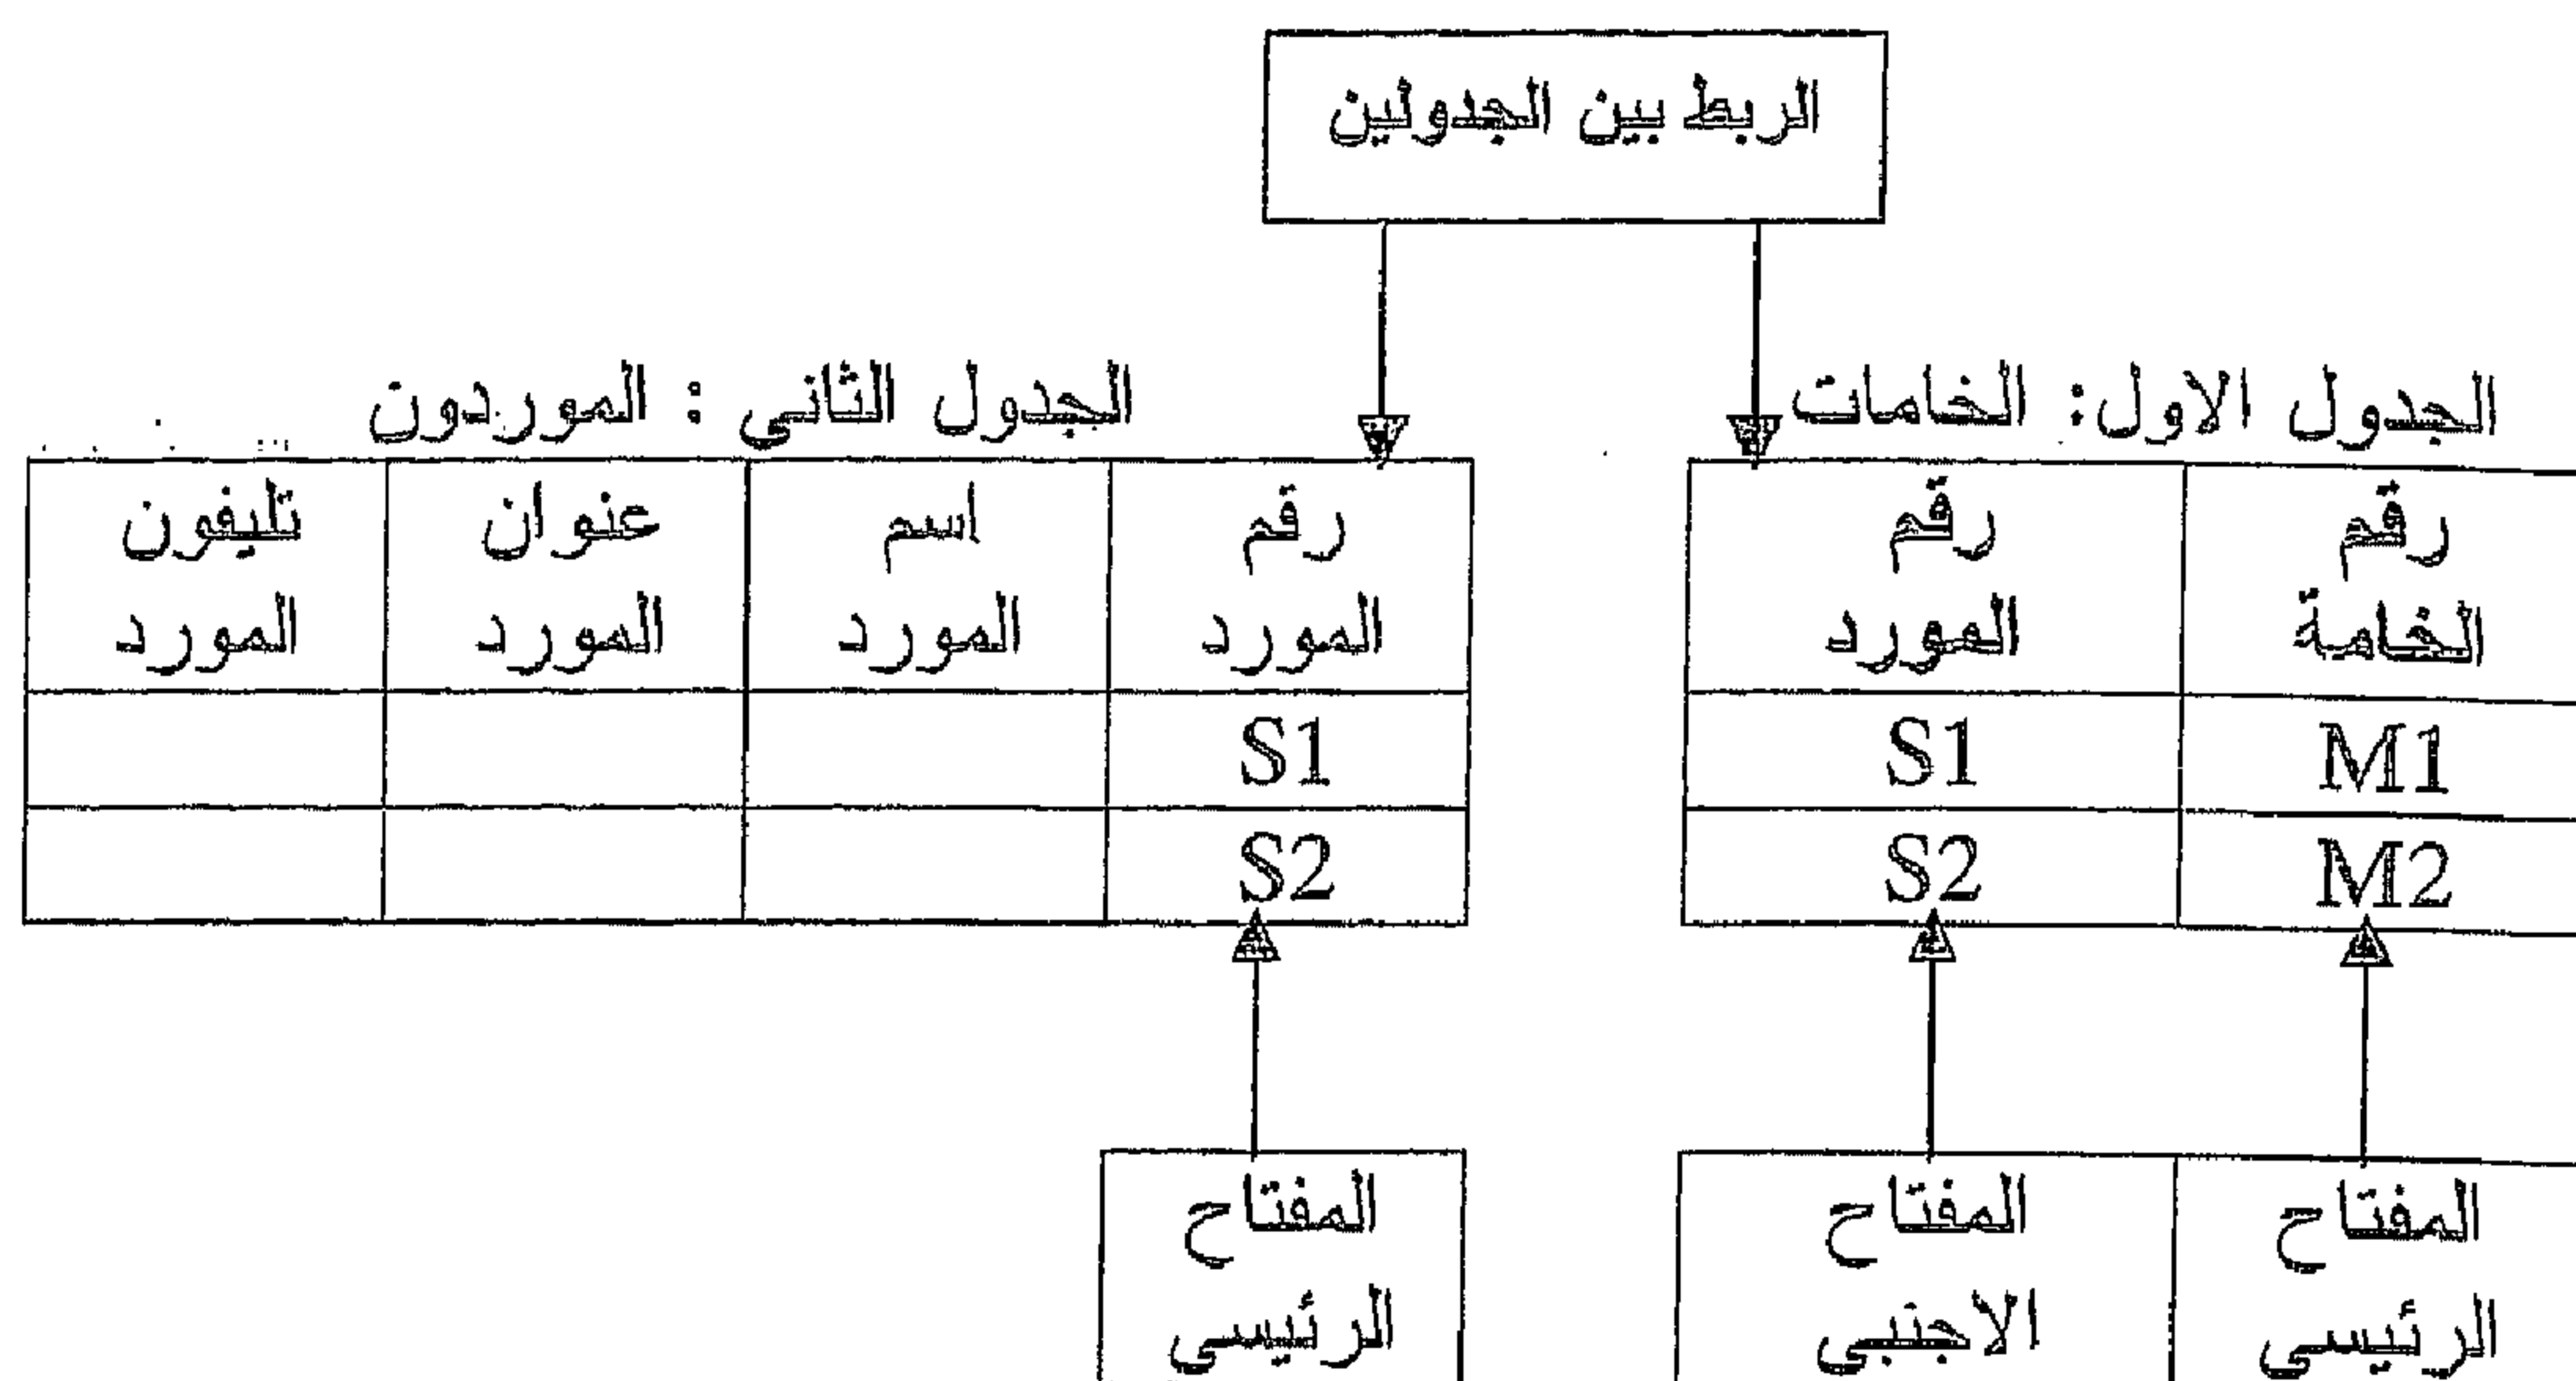 الربط بين الجدولين
الجدول الاول: الخامات
رقم الخامة
رقم المورد
M1
S1
M2
S2
المفتاح الرئيسي
المفتاح الاجنبي
الجدول الثاني : الموردون
رقم المورد
اسم المورد
عنوان المورد
تليفون المورد
S1
S2
المفتاح الرئيسي